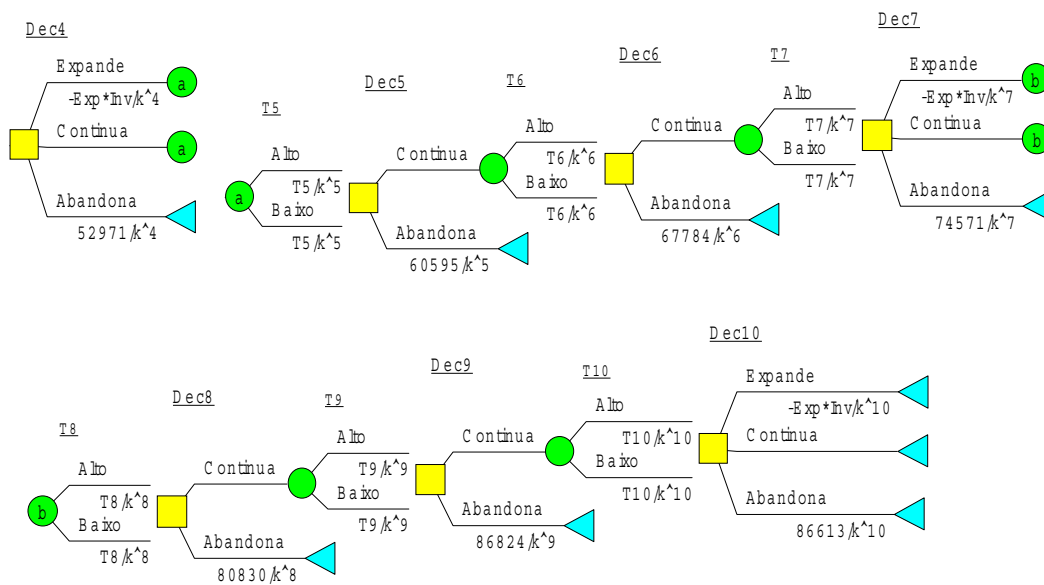 Dec4
Expande
a
-Exp*Inv/k^4
Continua
a
Abandona
52971/k^4
T5
a
Alto
T5/k^5
Baixo
T5/k^5
Dec5
Continua
Abandona
60595/k^5
T6
Alto
T6/k^6
Baixo
T6/k^6
Dec6
Continua
Abandona
67784/k^6
T7
Alto
T7/k^7
Baixo
T7/k^7
Dec7
Expande
b
-Exp*Inv/k^7
Continua
b
Abandona
74571/k^7
T8
b
Alto
T8/k^8
Baixo
T8/k^8
Dec8
Continua
Abandona
80830/k^8
T9
Alto
T9/k^9
Baixo
T9/k^9
Dec9
Continua
Abandona
86824/k^9
T10
Alto
T10/k^10
Baixo
T10/k^10
Dec10
Expande
-Exp*Inv/k^10
Continua
Abandona
86613/k^10